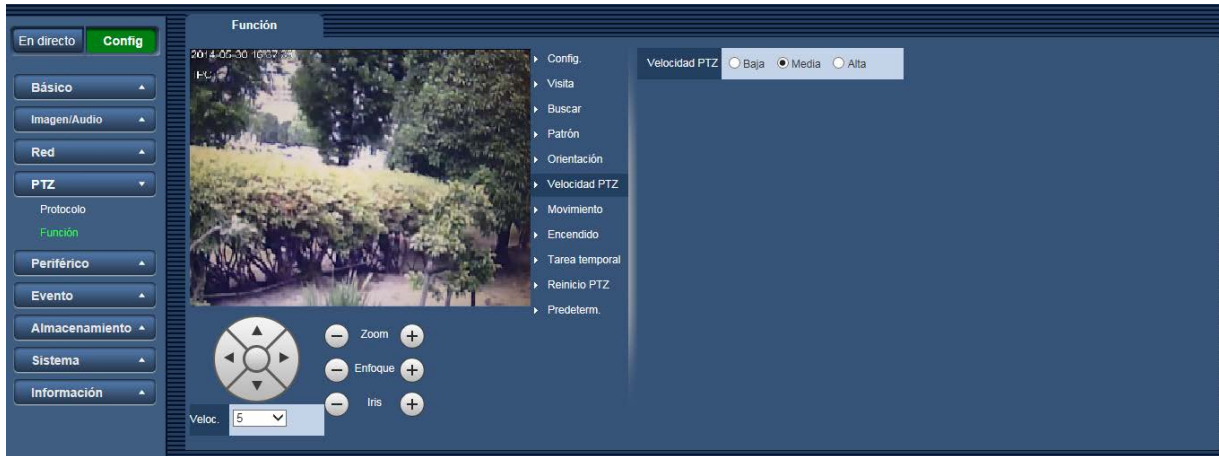 Función
En directo
Config
Básico
Imagen/Audio
Red
PTZ
Protocolo
Función
Periférico
Evento
Almacenamiento
Sistema
Información
IPC
Config.
Visita
Buscar
Patrón
Orientación
Velocidad PTZ
Movimiento
Encendido
Tarea temporal
Reinicio PTZ
Predeterm.
Velocidad PTZ Baja Media Alta
Zoom
Enfoque
Iris
Veloc. 5